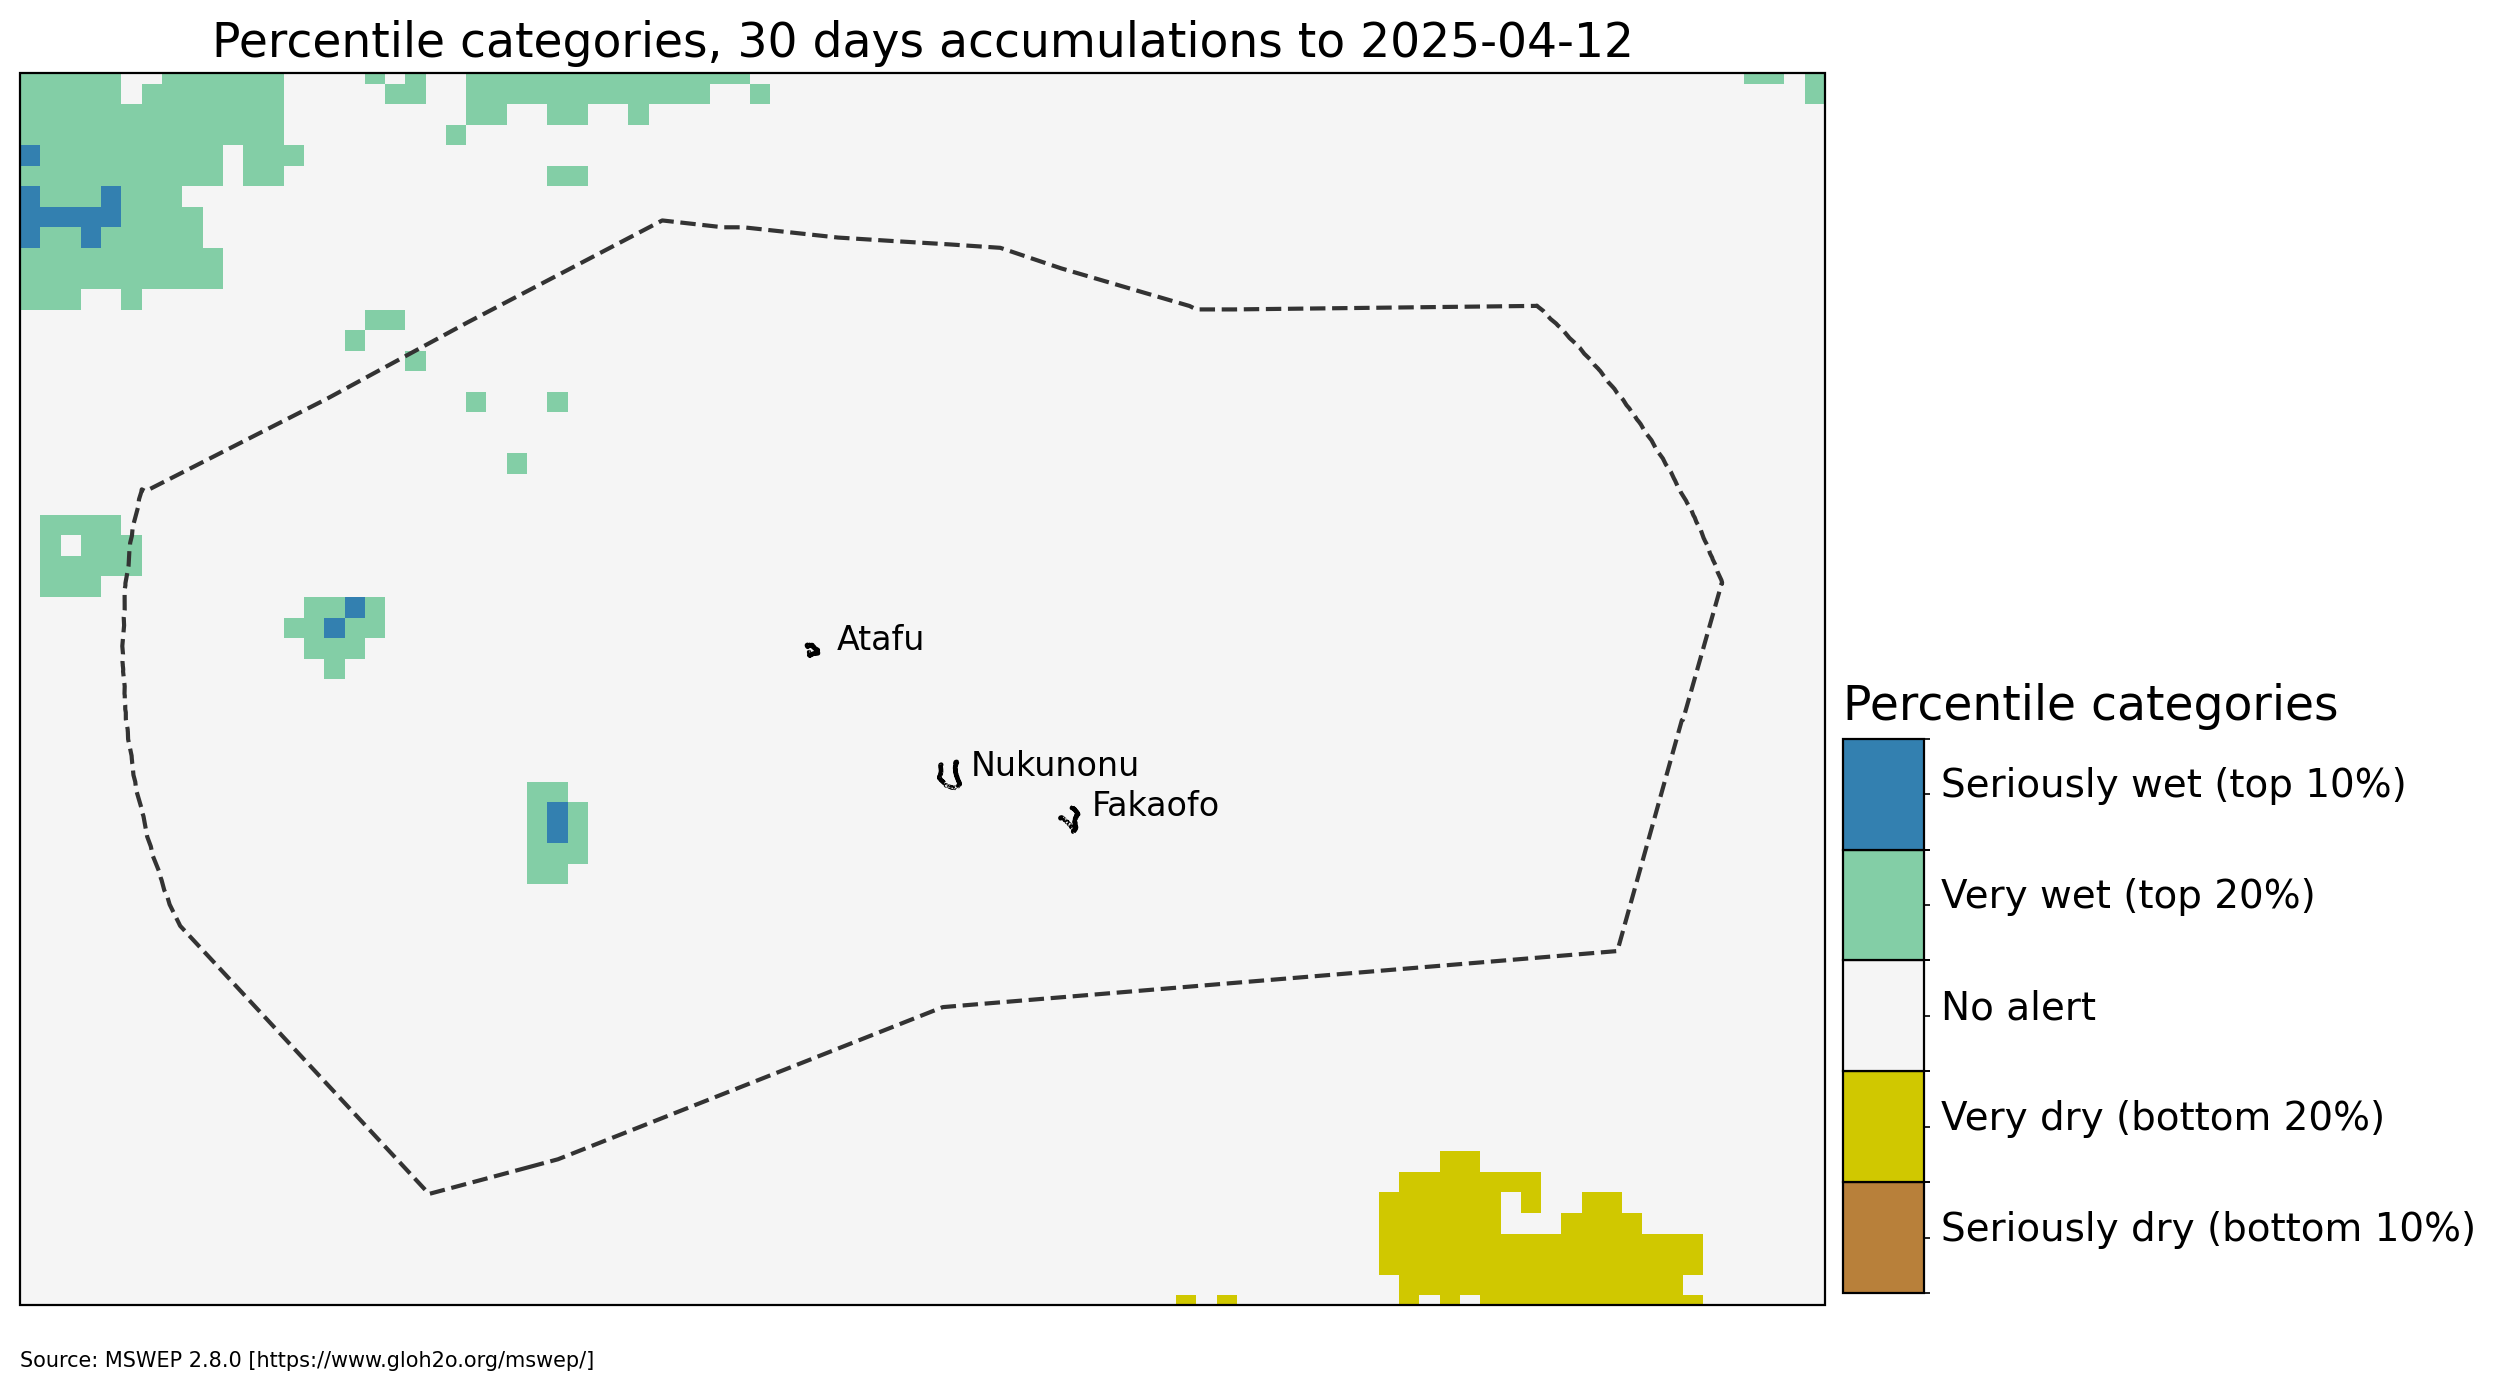 Percentile categories, 30 days accumulations to 2025-04-12
Atafu
Nukunonu
Fakaofo
Percentile categories
Seriously wet (top 10%)
Very wet (top 20%)
No alert
Very dry (bottom 20%)
Seriously dry (bottom 10%)
Source: MSWEP 2.8.0 [https://www.gloh2o.org/mswep/]